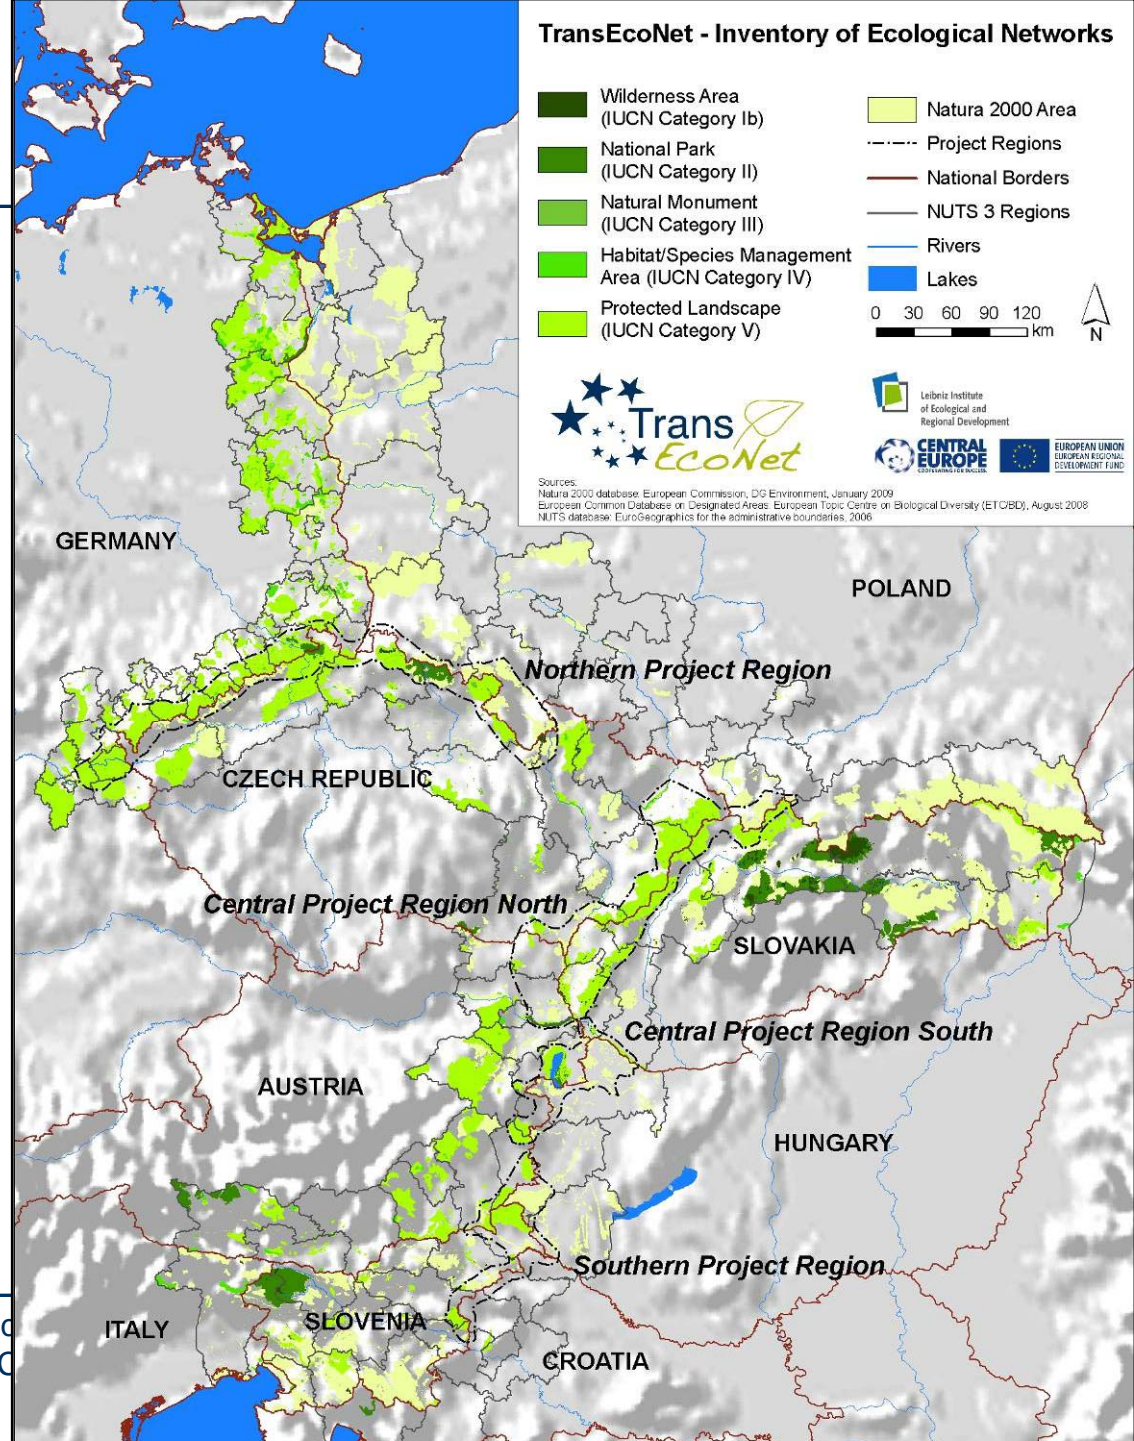 TransEcoNet - Inventory of Ecological Networks
Wilderness Area
(IUCN Category Ib)
National Park
(IUCN Category II)
Natural Monument
(IUCN Category III)
Habitat/Species Management
Area (IUCN Category IV)
Protected Landscape
(IUCN Category V)
Natura 2000 Area
Project Regions
National Borders
NUTS 3 Regions
Rivers
Lakes
0 30 60 90 120
km
N
Trans
EcoNet
Leibniz Institute
of Ecological and
Regional Development
CENTRAL
EUROPE
COOPERATING FOR SUCCESS.
EUROPEAN UNION
EUROPEAN REGIONAL
DEVELOPMENT FUND
Sources:
Natura 2000 database: European Commission, DG Environment, January 2009
European Common Database on Designated Areas: European Topic Centre on Biological Diversity (ETC/BD), August 2008
NUTS database: EuroGeographics for the administrative boundaries, 2006
GERMANY
POLAND
Northern Project Region
CZECH REPUBLIC
Central Project Region North
SLOVAKIA
Central Project Region South
AUSTRIA
HUNGARY
Southern Project Region
ITALY
SLOVENIA
CROATIA